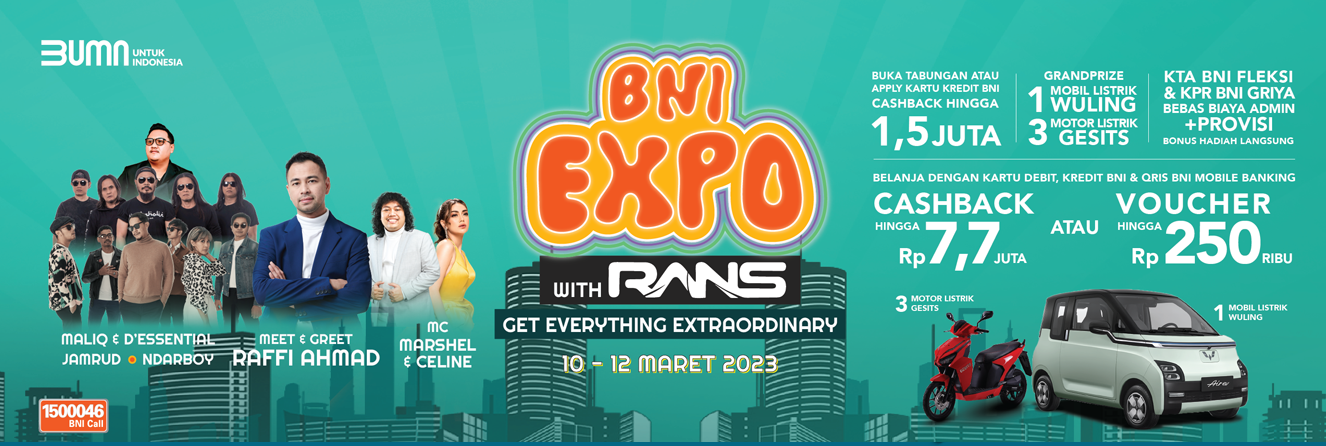 BUMN UNTUK
INDONESIA
MALIQ & D'ESSENTIAL
JAMRUD • NDARBOY
MEET & GREET
RAFFI AHMAD
MC
MARSHEL
& CELINE
1500046
BNI Call
BNI
EXPO
WITH RANS
GET EVERYTHING EXTRAORDINARY
10 - 12 MARET 2023
BUKA TABUNGAN ATAU
APPLY KARTU KREDIT BNI
CASHBACK HINGGA
1,5 JUTA
GRANDPRIZE
1 MOBIL LISTRIK
WULING
3 MOTOR LISTRIK
GESITS
KTA BNI FLEKSI
& KPR BNI GRIYA
BEBAS BIAYA ADMIN
+PROVISI
BONUS HADIAH LANGSUNG
BELANJA DENGAN KARTU DEBIT, KREDIT BNI & QRIS BNI MOBILE BANKING
CASHBACK
HINGGA
Rp 7,7 JUTA
ATAU
VOUCHER
HINGGA
Rp 250 RIBU
3 MOTOR LISTRIK
GESITS
1 MOBIL LISTRIK
WULING
Air ev